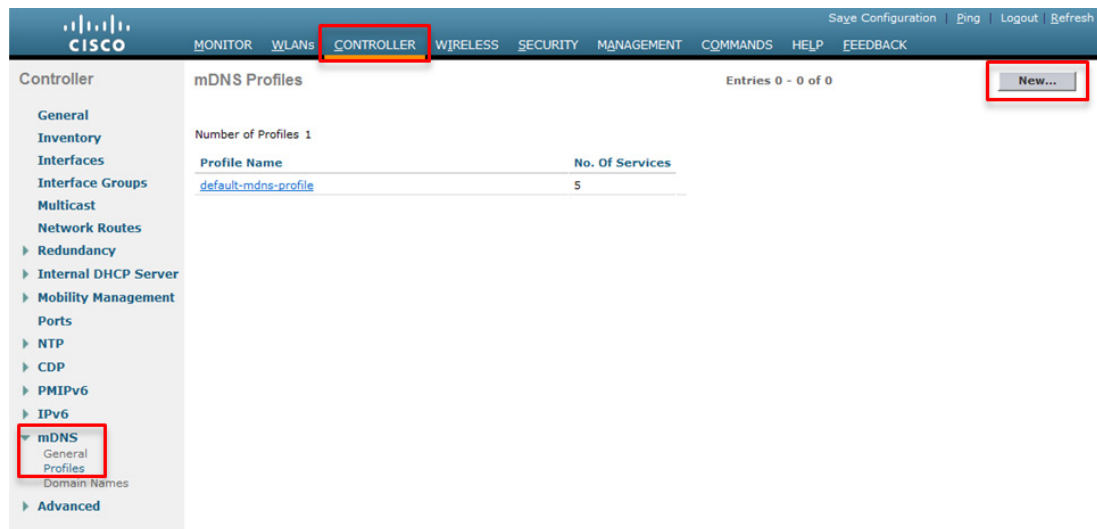 Save Configuration | Ping | Logout | Refresh
CISCO
MONITOR WLANs CONTROLLER WIRELESS SECURITY MANAGEMENT COMMANDS HELP FEEDBACK
Controller
General
Inventory
Interfaces
Interface Groups
Multicast
Network Routes
Redundancy
Internal DHCP Server
Mobility Management
Ports
NTP
CDP
PMIPv6
IPv6
mDNS
General
Profiles
Domain Names
Advanced
mDNS Profiles
Entries 0 - 0 of 0
New...
Number of Profiles 1
Profile Name No. Of Services
default-mdns-profile 5